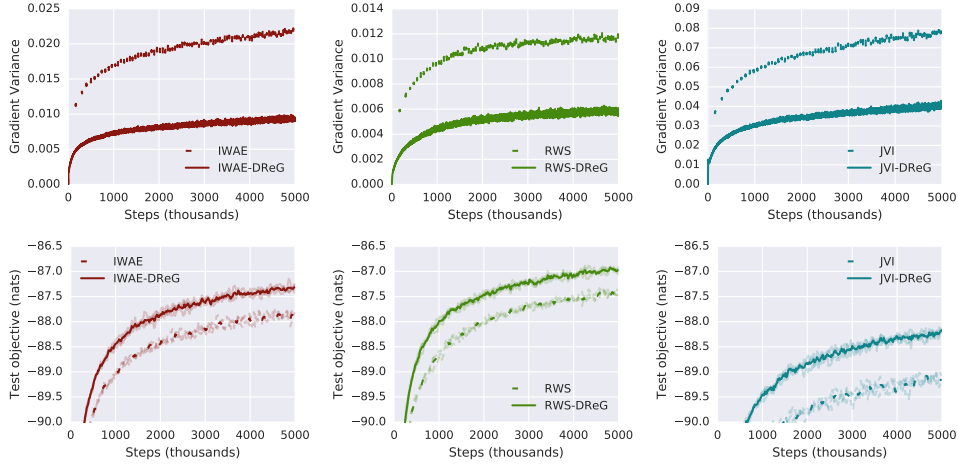 0.025
0.020
0.015
0.010
0.005
0.000
Gradient Variance
IWAE
IWAE-DReG
0 1000 2000 3000 4000 5000
Steps (thousands)
0.014
0.012
0.010
0.008
0.006
0.004
0.002
0.000
Gradient Variance
RWS
RWS-DReG
0 1000 2000 3000 4000 5000
Steps (thousands)
0.09
0.08
0.07
0.06
0.05
0.04
0.03
0.02
0.01
0.00
Gradient Variance
JVI
JVI-DReG
0 1000 2000 3000 4000 5000
Steps (thousands)
−86.5
−87.0
−87.5
−88.0
−88.5
−89.0
−89.5
−90.0
Test objective (nats)
IWAE
IWAE-DReG
0 1000 2000 3000 4000 5000
Steps (thousands)
−86.5
−87.0
−87.5
−88.0
−88.5
−89.0
−89.5
−90.0
Test objective (nats)
RWS
RWS-DReG
0 1000 2000 3000 4000 5000
Steps (thousands)
−86.5
−87.0
−87.5
−88.0
−88.5
−89.0
−89.5
−90.0
Test objective (nats)
JVI
JVI-DReG
0 1000 2000 3000 4000 5000
Steps (thousands)